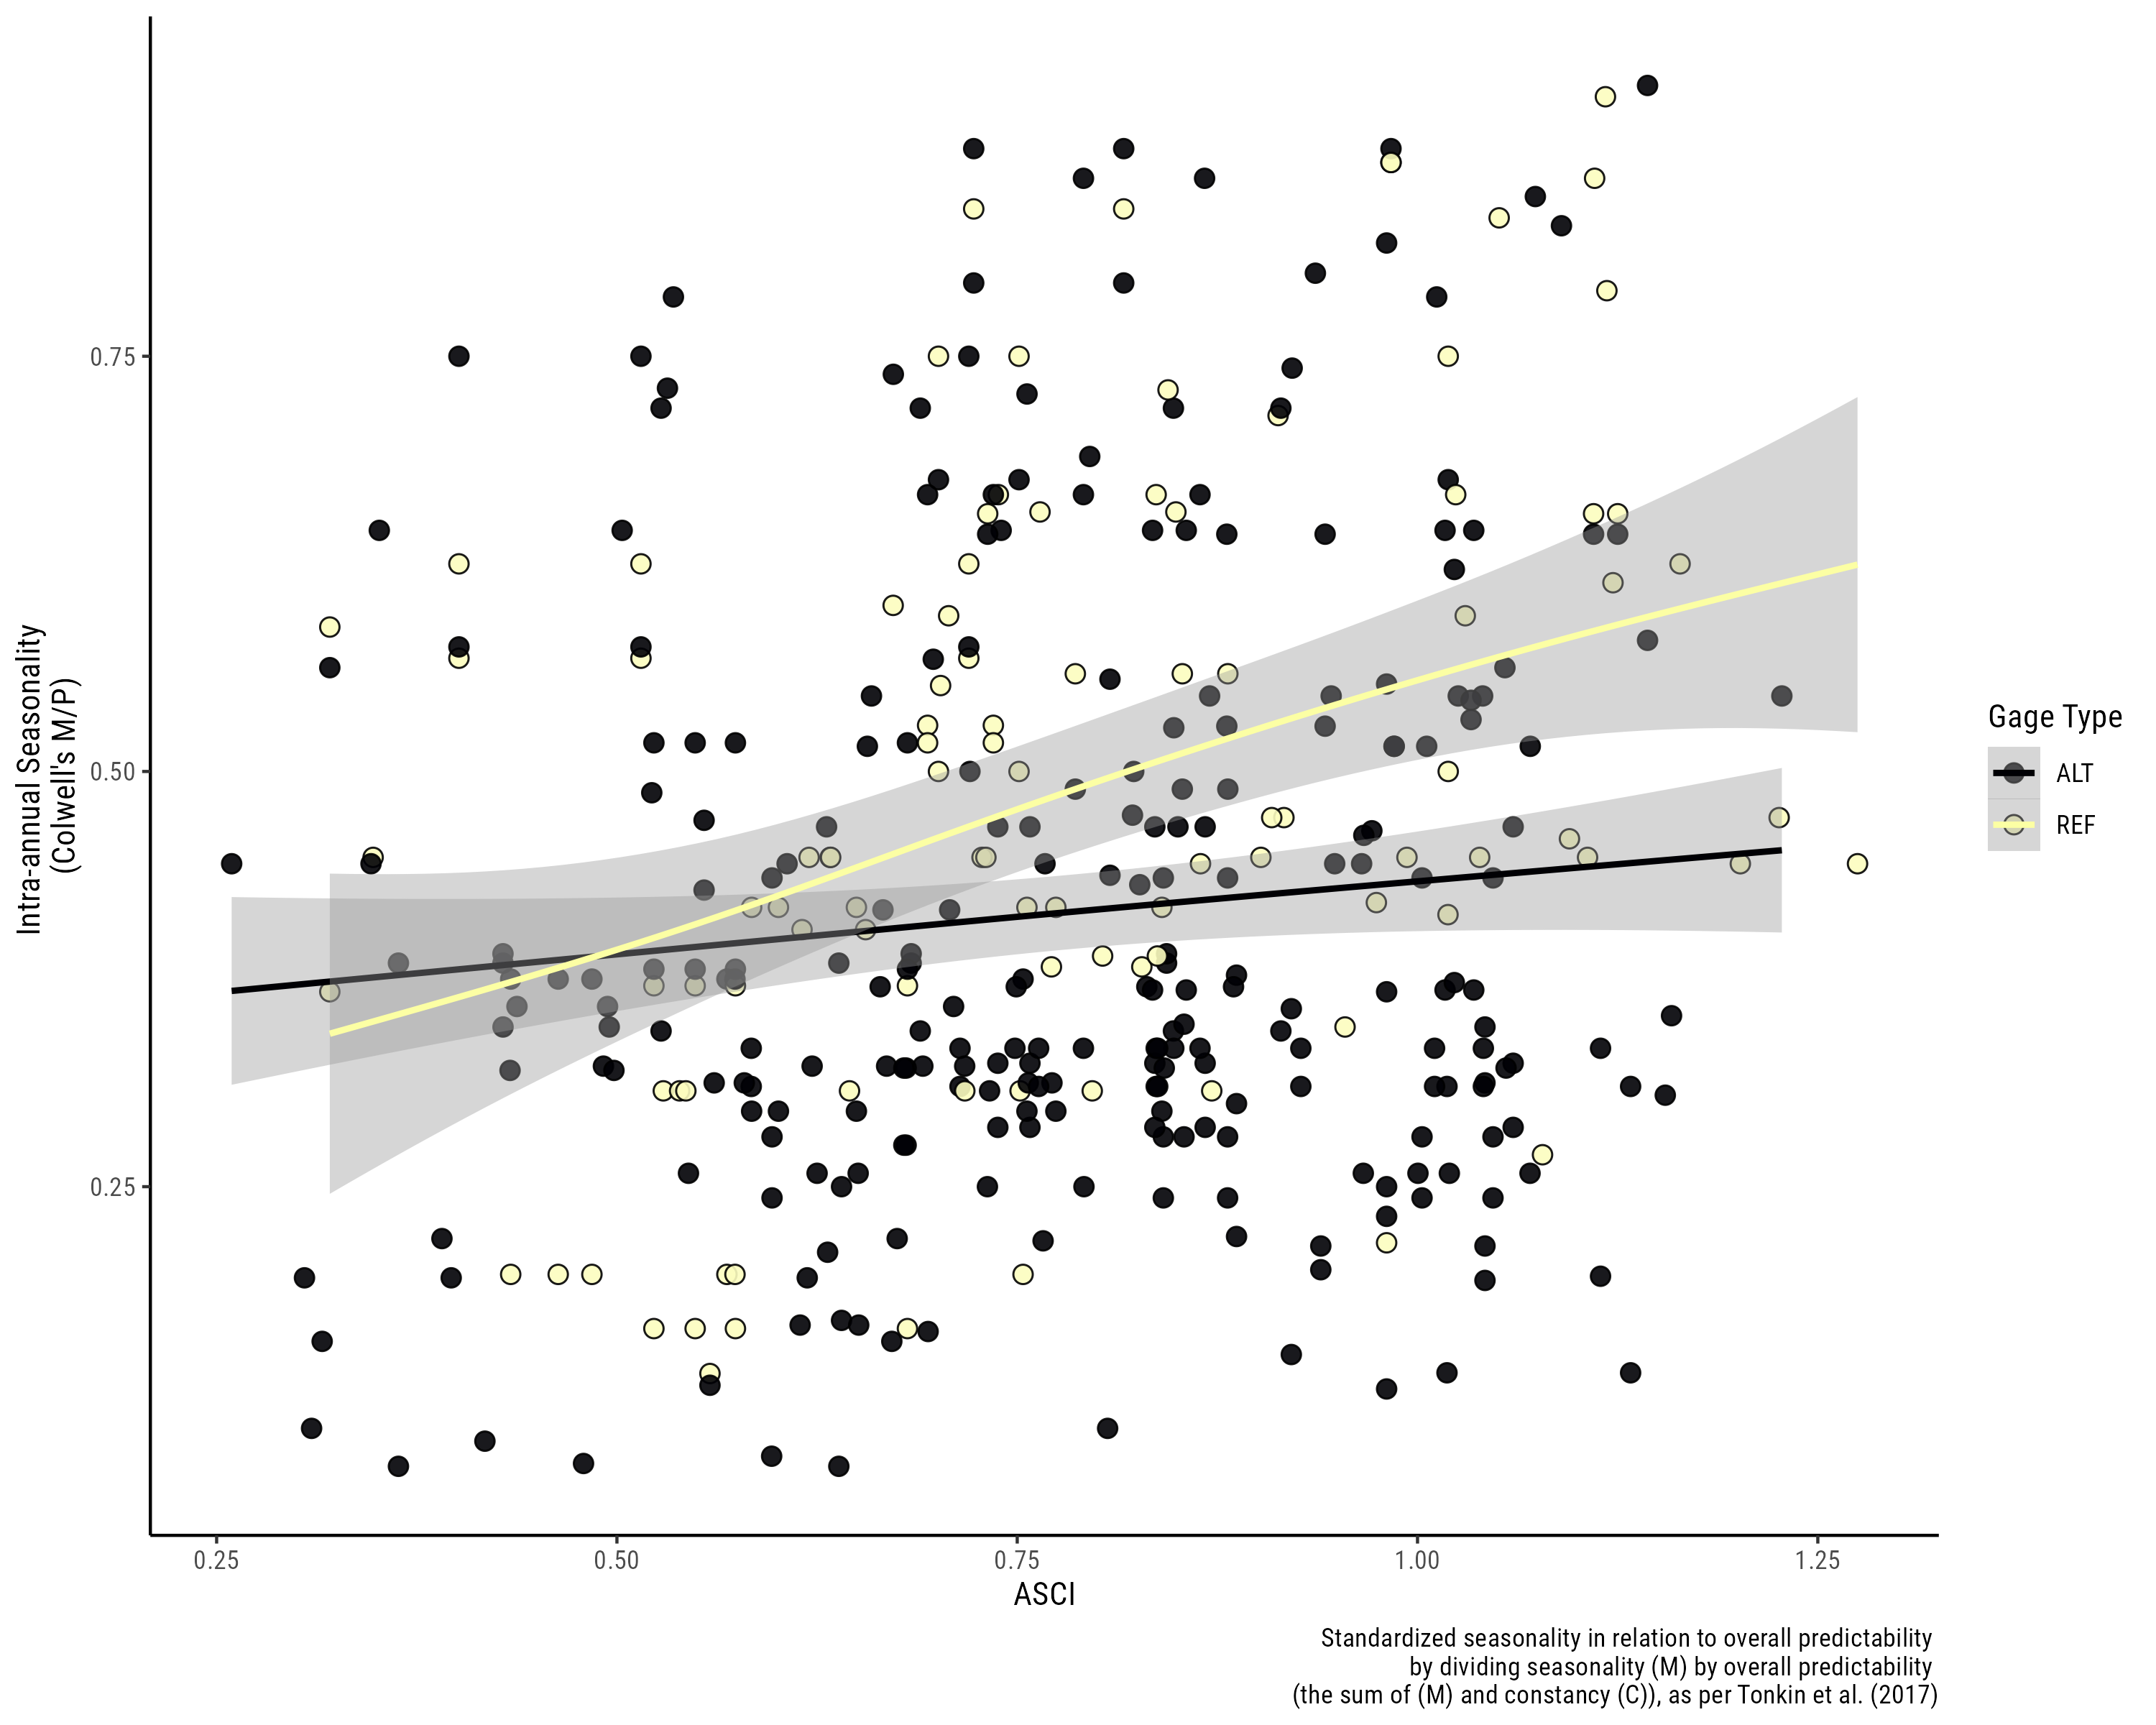 Intra-annual Seasonality
(Colwell's M/P)
0.75
0.50
0.25
0.25
0.50
0.75
1.00
1.25
ASCI
Gage Type
ALT
REF
Standardized seasonality in relation to overall predictability
by dividing seasonality (M) by overall predictability
(the sum of (M) and constancy (C)), as per Tonkin et al. (2017)